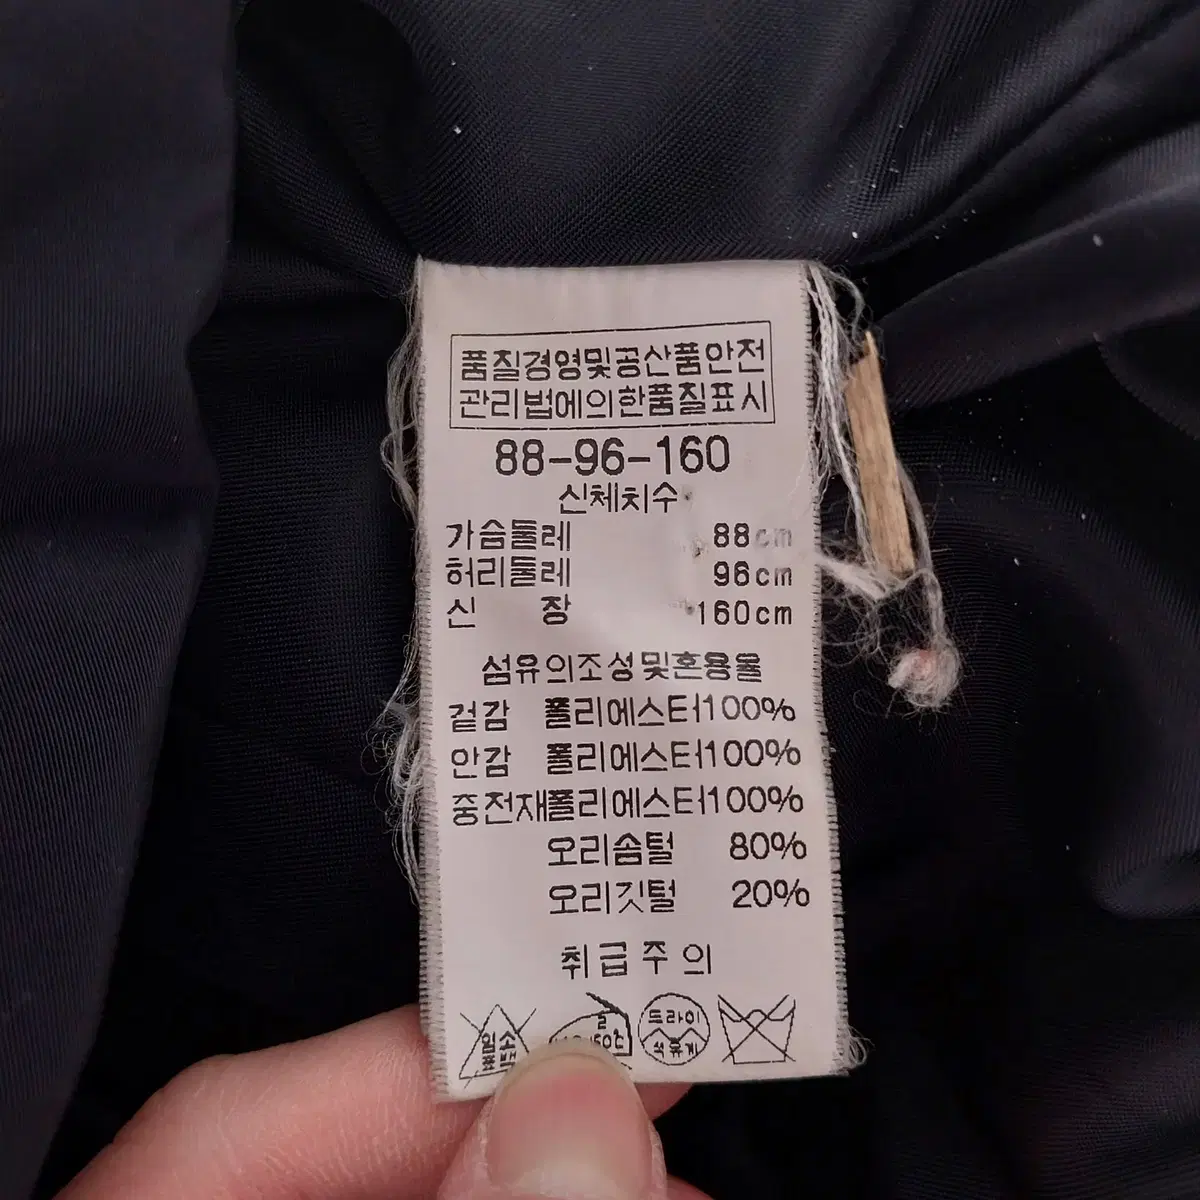 품질경영및공산품안전
관리법에의한품질표시
88-96-160
신체치수
가슴둘레 88cm
허리둘레 96cm
신 장 160cm
섬유의조성및혼용율
겉감 폴리에스터100%
안감 폴리에스터100%
충전재폴리에스터100%
오리솜털 80%
오리깃털 20%
취급주의
드라이
석유계